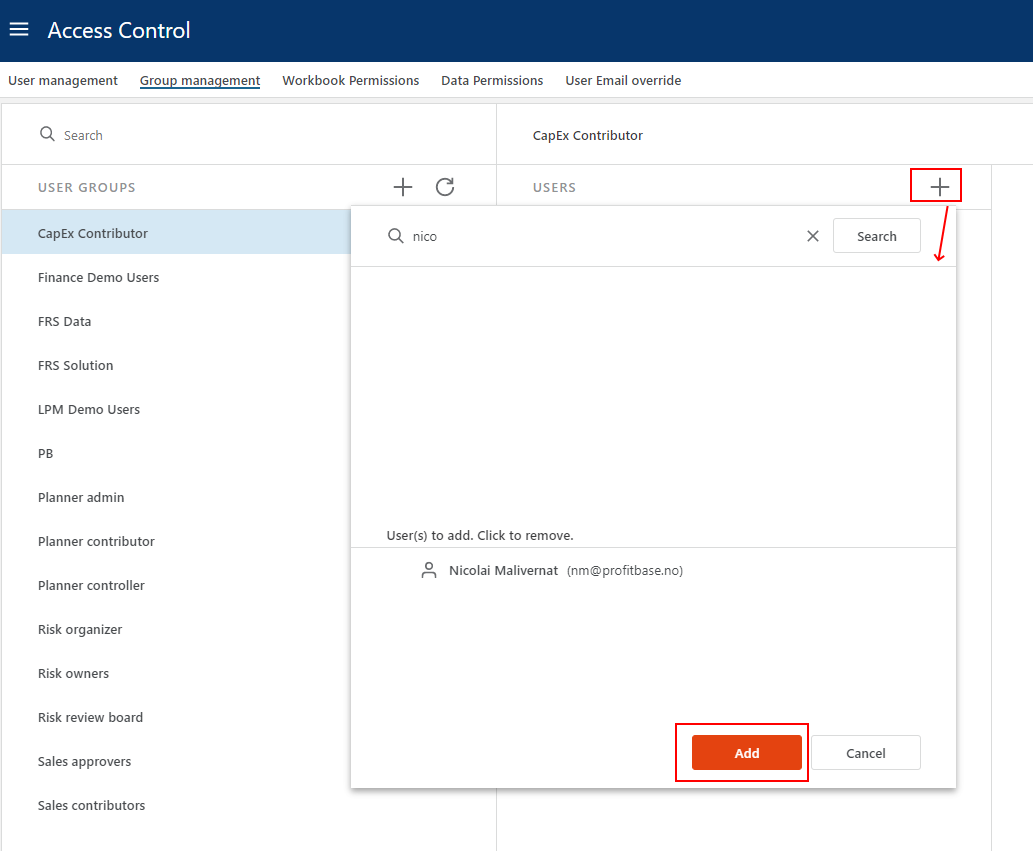 Access Control
User management Group management Workbook Permissions Data Permissions User Email override
Search
CapEx Contributor
USER GROUPS
USERS
CapEx Contributor
Finance Demo Users
FRS Data
FRS Solution
LPM Demo Users
PB
Planner admin
Planner contributor
Planner controller
Risk organizer
Risk owners
Risk review board
Sales approvers
Sales contributors
nico
Search
User(s) to add. Click to remove.
Nicolai Malivernat (nm@profitbase.no)
Add
Cancel